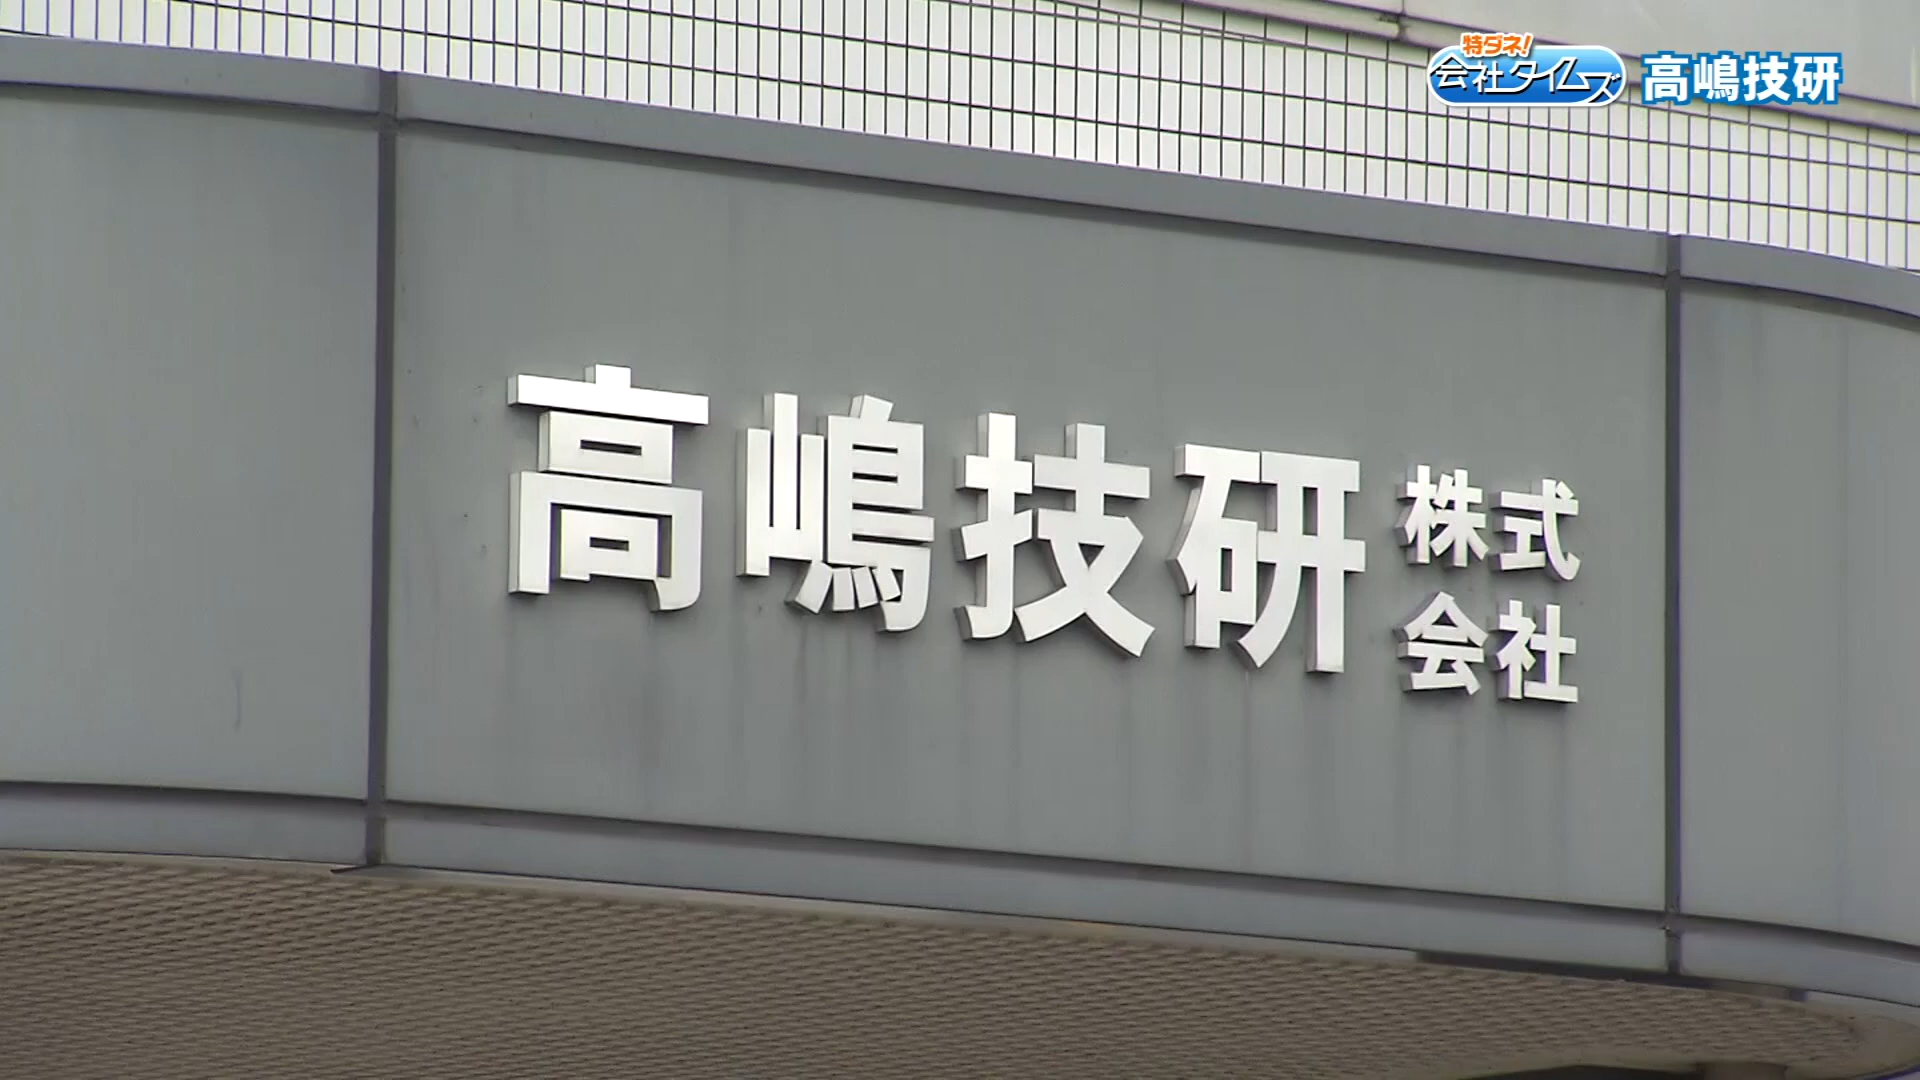 特ダネ!
会社タイムズ
高嶋技研
高嶋技研
株式
会社